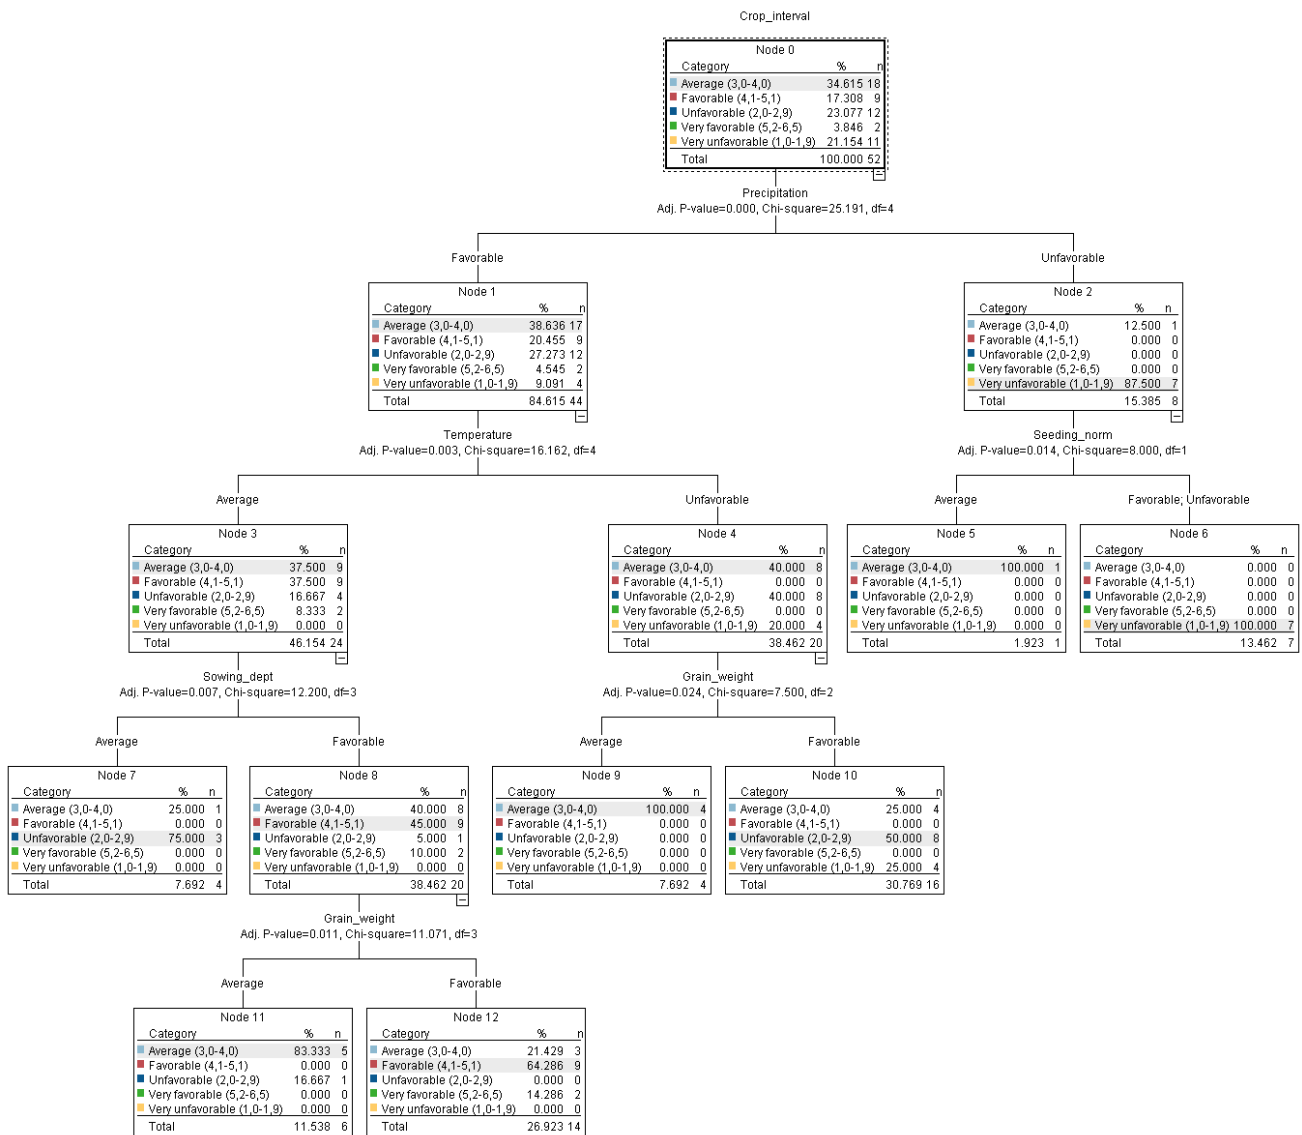 Crop_interval
Node 0
Category % n
Average (3,0-4,0) 34.615 18
Favorable (4,1-5,1) 17.308 9
Unfavorable (2,0-2,9) 23.077 12
Very favorable (5,2-6,5) 3.846 2
Very unfavorable (1,0-1,9) 21.154 11
Total 100.000 52
Precipitation
Adj. P-value=0.000, Chi-square=25.191, df=4
Favorable
Unfavorable
Node 1
Category % n
Average (3,0-4,0) 38.636 17
Favorable (4,1-5,1) 20.455 9
Unfavorable (2,0-2,9) 27.273 12
Very favorable (5,2-6,5) 4.545 2
Very unfavorable (1,0-1,9) 9.091 4
Total 84.615 44
Node 2
Category % n
Average (3,0-4,0) 12.500 1
Favorable (4,1-5,1) 0.000 0
Unfavorable (2,0-2,9) 0.000 0
Very favorable (5,2-6,5) 0.000 0
Very unfavorable (1,0-1,9) 87.500 7
Total 15.385 8
Temperature
Adj. P-value=0.003, Chi-square=16.162, df=4
Seeding_norm
Adj. P-value=0.014, Chi-square=8.000, df=1
Average
Unfavorable
Average
Favorable; Unfavorable
Node 3
Category % n
Average (3,0-4,0) 37.500 9
Favorable (4,1-5,1) 37.500 9
Unfavorable (2,0-2,9) 16.667 4
Very favorable (5,2-6,5) 8.333 2
Very unfavorable (1,0-1,9) 0.000 0
Total 46.154 24
Node 4
Category % n
Average (3,0-4,0) 40.000 8
Favorable (4,1-5,1) 0.000 0
Unfavorable (2,0-2,9) 40.000 8
Very favorable (5,2-6,5) 0.000 0
Very unfavorable (1,0-1,9) 20.000 4
Total 38.462 20
Node 5
Category % n
Average (3,0-4,0) 100.000 1
Favorable (4,1-5,1) 0.000 0
Unfavorable (2,0-2,9) 0.000 0
Very favorable (5,2-6,5) 0.000 0
Very unfavorable (1,0-1,9) 0.000 0
Total 1.923 1
Node 6
Category % n
Average (3,0-4,0) 0.000 0
Favorable (4,1-5,1) 0.000 0
Unfavorable (2,0-2,9) 0.000 0
Very favorable (5,2-6,5) 0.000 0
Very unfavorable (1,0-1,9) 100.000 7
Total 13.462 7
Sowing_dept
Adj. P-value=0.007, Chi-square=12.200, df=3
Grain_weight
Adj. P-value=0.024, Chi-square=7.500, df=2
Average
Favorable
Average
Favorable
Node 7
Category % n
Average (3,0-4,0) 25.000 1
Favorable (4,1-5,1) 0.000 0
Unfavorable (2,0-2,9) 75.000 3
Very favorable (5,2-6,5) 0.000 0
Very unfavorable (1,0-1,9) 0.000 0
Total 7.692 4
Node 8
Category % n
Average (3,0-4,0) 40.000 8
Favorable (4,1-5,1) 45.000 9
Unfavorable (2,0-2,9) 5.000 1
Very favorable (5,2-6,5) 10.000 2
Very unfavorable (1,0-1,9) 0.000 0
Total 38.462 20
Node 9
Category % n
Average (3,0-4,0) 100.000 4
Favorable (4,1-5,1) 0.000 0
Unfavorable (2,0-2,9) 0.000 0
Very favorable (5,2-6,5) 0.000 0
Very unfavorable (1,0-1,9) 0.000 0
Total 7.692 4
Node 10
Category % n
Average (3,0-4,0) 25.000 4
Favorable (4,1-5,1) 0.000 0
Unfavorable (2,0-2,9) 50.000 8
Very favorable (5,2-6,5) 0.000 0
Very unfavorable (1,0-1,9) 25.000 4
Total 30.769 16
Grain_weight
Adj. P-value=0.011, Chi-square=11.071, df=3
Average
Favorable
Node 11
Category % n
Average (3,0-4,0) 83.333 5
Favorable (4,1-5,1) 0.000 0
Unfavorable (2,0-2,9) 16.667 1
Very favorable (5,2-6,5) 0.000 0
Very unfavorable (1,0-1,9) 0.000 0
Total 11.538 6
Node 12
Category % n
Average (3,0-4,0) 21.429 3
Favorable (4,1-5,1) 64.286 9
Unfavorable (2,0-2,9) 0.000 0
Very favorable (5,2-6,5) 14.286 2
Very unfavorable (1,0-1,9) 0.000 0
Total 26.923 14